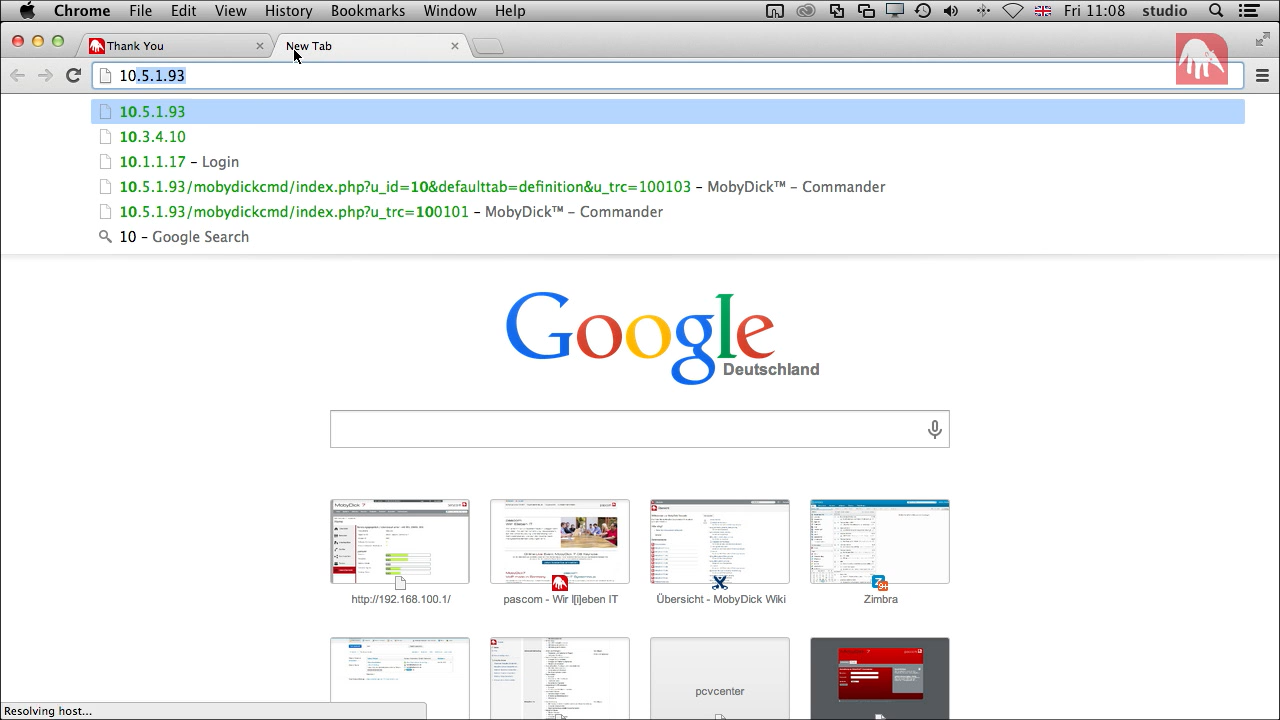 Chrome File Edit View History Bookmarks Window Help Fri 11:08 studio
Thank You
New Tab
10.5.1.93
10.5.1.93
10.3.4.10
10.1.1.17 – Login
10.5.1.93/mobydickcmd/index.php?u_id=10&defaulttab=definition&u_trc=100103 – MobyDick™ – Commander
10.5.1.93/mobydickcmd/index.php?u_trc=100101 – MobyDick™ – Commander
10 – Google Search
Google
Deutschland
http://192.168.100.1/
pascom - Wir l[i]eben IT
Übersicht - MobyDick Wiki
Zimbra
pcvcenter
Resolving host...